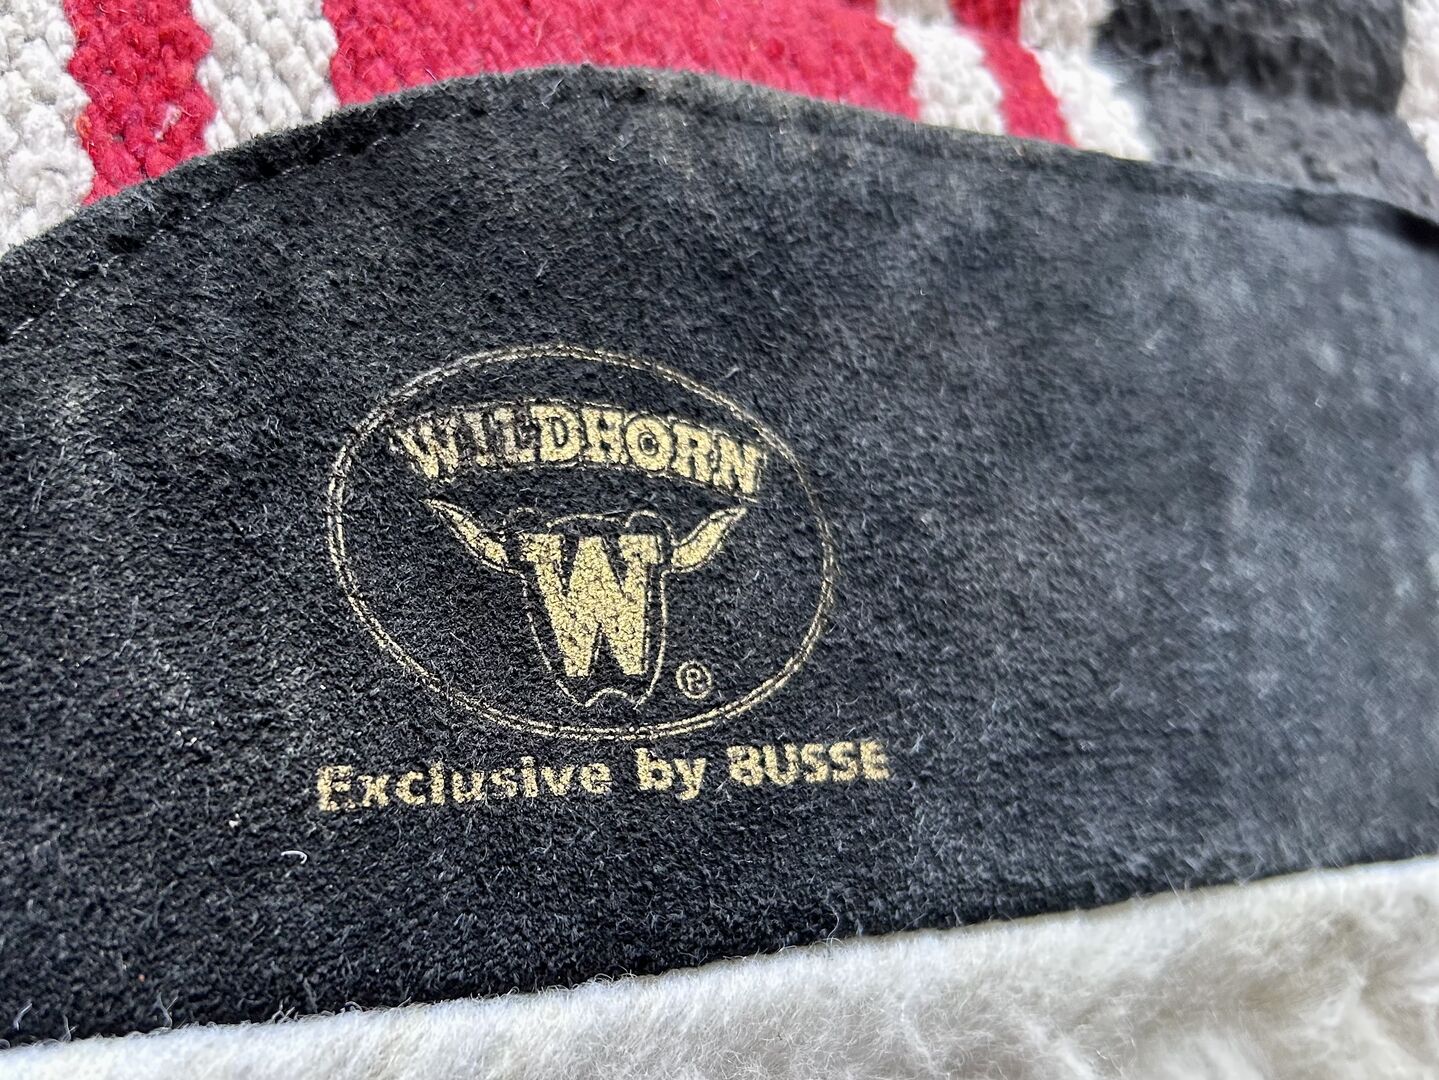 WILDHORN
W
®
Exclusive by BUSSE